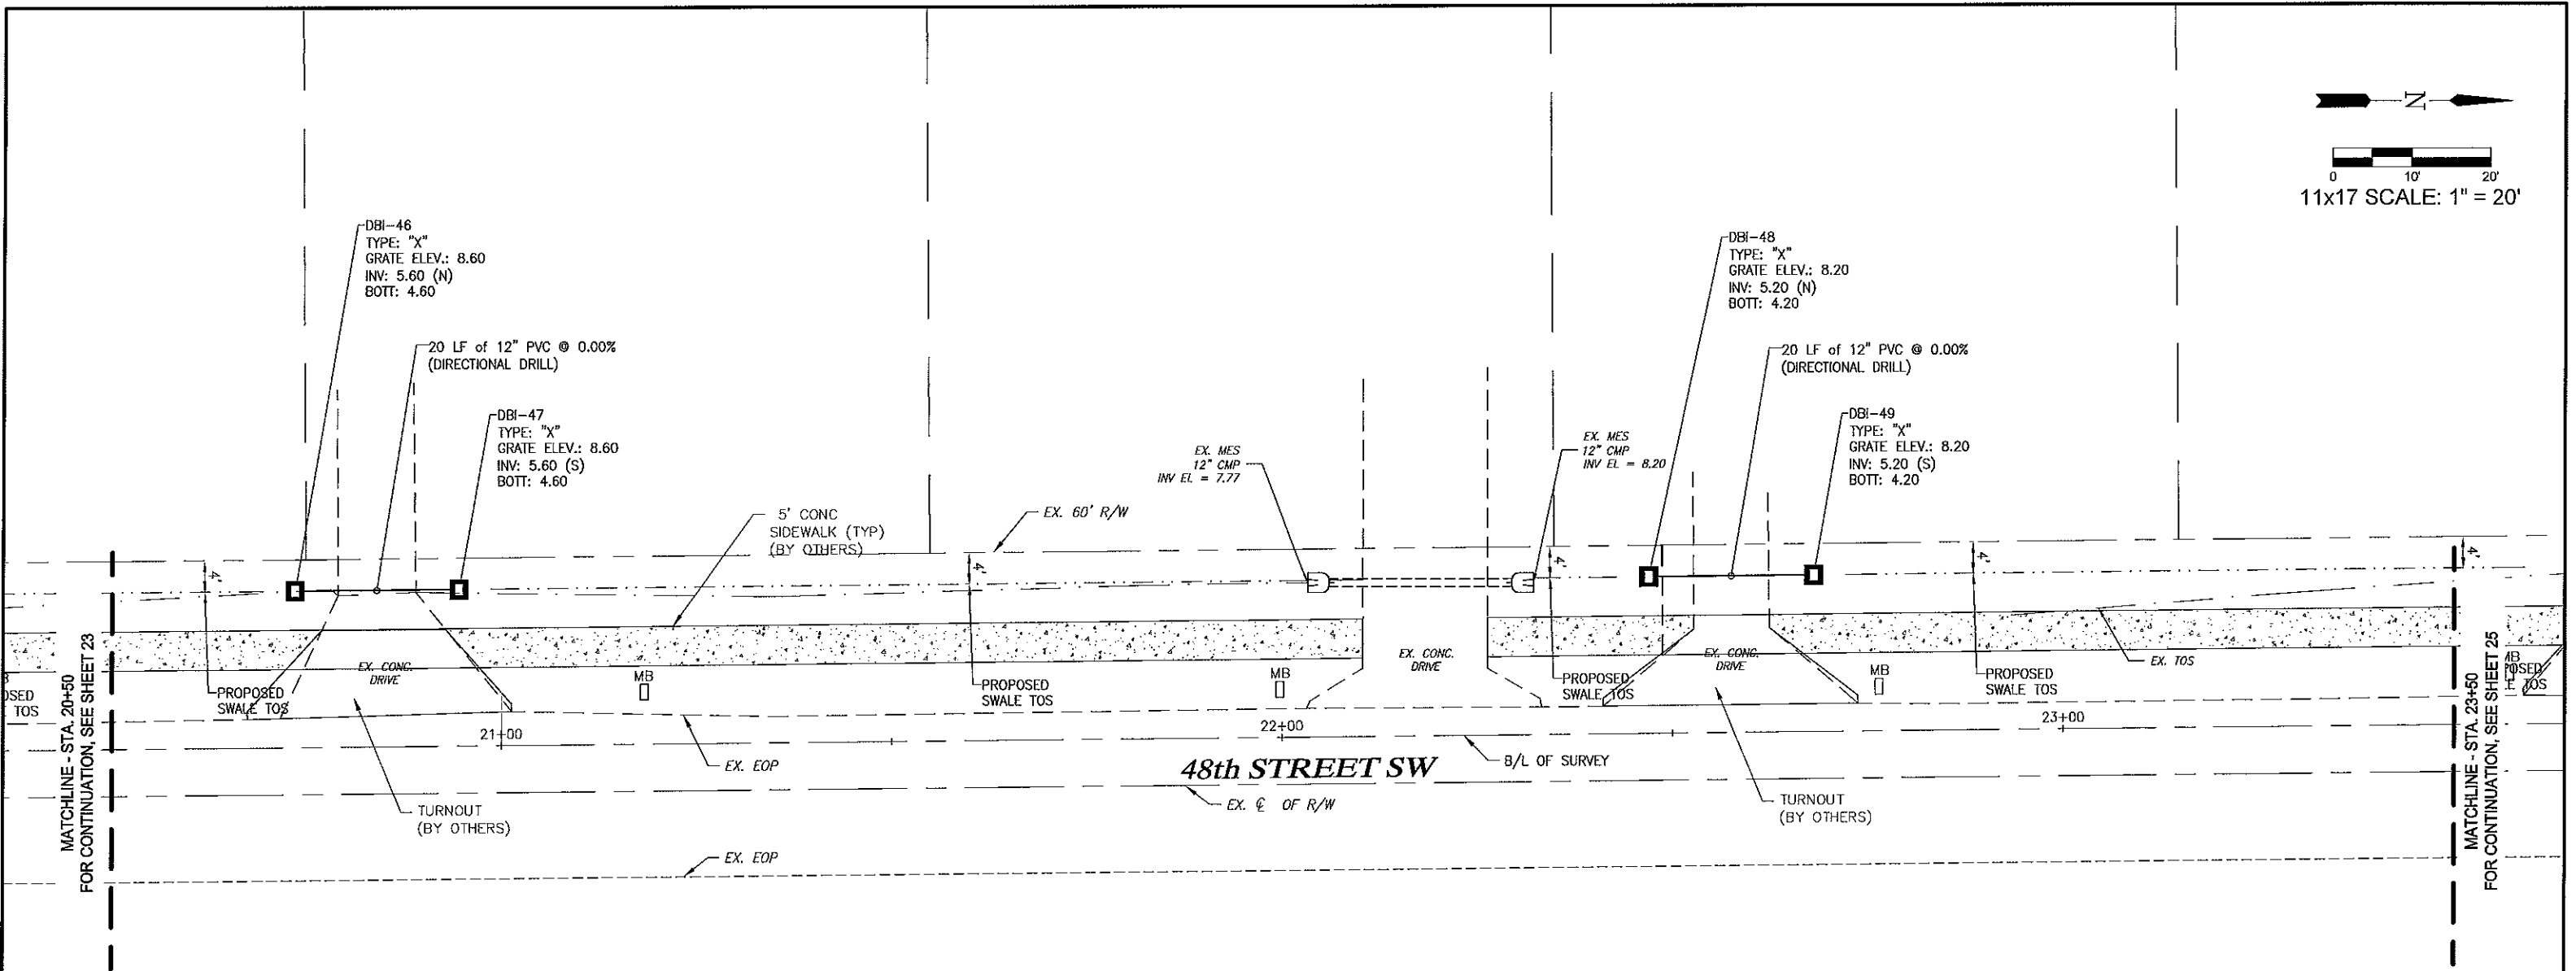 N
0 10' 20'
11x17 SCALE: 1" = 20'
DBI-46
TYPE: "X"
GRATE ELEV.: 8.60
INV: 5.60 (N)
BOTT: 4.60
20 LF of 12" PVC @ 0.00%
(DIRECTIONAL DRILL)
DBI-47
TYPE: "X"
GRATE ELEV.: 8.60
INV: 5.60 (S)
BOTT: 4.60
5' CONC
SIDEWALK (TYP)
(BY OTHERS)
EX. 60' R/W
EX. MES
12" CMP
INV EL = 7.77
EX. MES
12" CMP
INV EL = 8.20
DBI-48
TYPE: "X"
GRATE ELEV.: 8.20
INV: 5.20 (N)
BOTT: 4.20
20 LF of 12" PVC @ 0.00%
(DIRECTIONAL DRILL)
DBI-49
TYPE: "X"
GRATE ELEV.: 8.20
INV: 5.20 (S)
BOTT: 4.20
4'
4'
4'
4'
4'
MATCHLINE - STA. 20+50
FOR CONTINUATION, SEE SHEET 23
OSED
TOS
PROPOSED
SWALE TOS
EX. CONC.
DRIVE
MB
PROPOSED
SWALE TOS
MB
EX. CONC.
DRIVE
PROPOSED
SWALE TOS
EX. CONC.
DRIVE
MB
PROPOSED
SWALE TOS
EX. TOS
MB
POSED
E TOS
21+00
22+00
23+00
EX. EOP
48th STREET SW
B/L OF SURVEY
EX. ℄ OF R/W
TURNOUT
(BY OTHERS)
TURNOUT
(BY OTHERS)
EX. EOP
MATCHLINE - STA. 23+50
FOR CONTINUATION, SEE SHEET 25